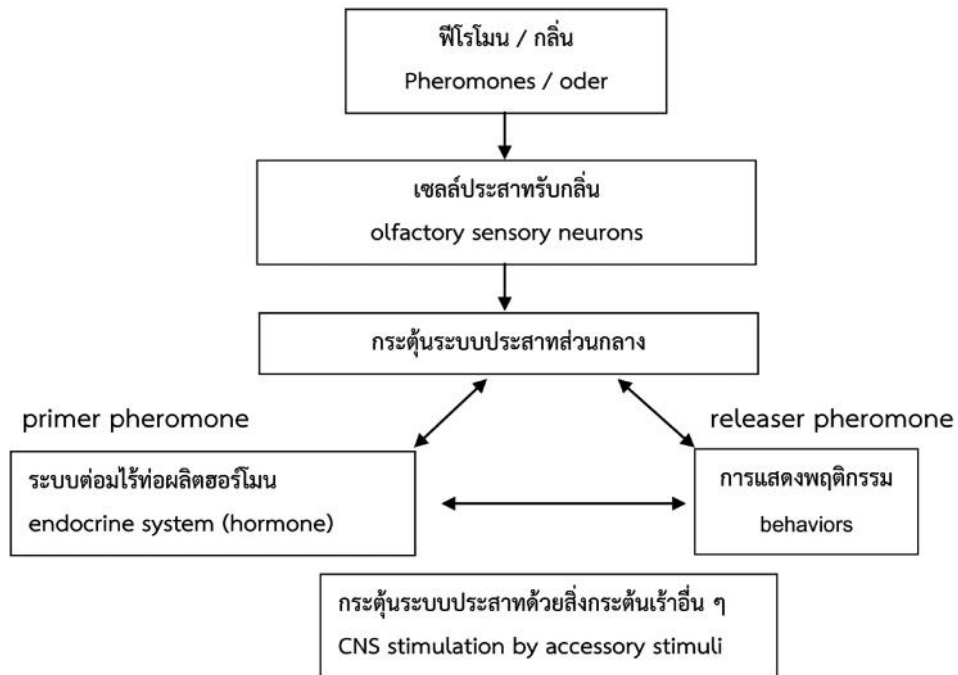 ฟีโรโมน / กลิ่น
Pheromones / oder
เซลล์ประสาทรับกลิ่น
olfactory sensory neurons
กระตุ้นระบบประสาทส่วนกลาง
primer pheromone
releaser pheromone
ระบบต่อมไร้ท่อผลิตฮอร์โมน
endocrine system (hormone)
การแสดงพฤติกรรม
behaviors
กระตุ้นระบบประสาทด้วยสิ่งกระต้นเร้าอื่น ๆ
CNS stimulation by accessory stimuli